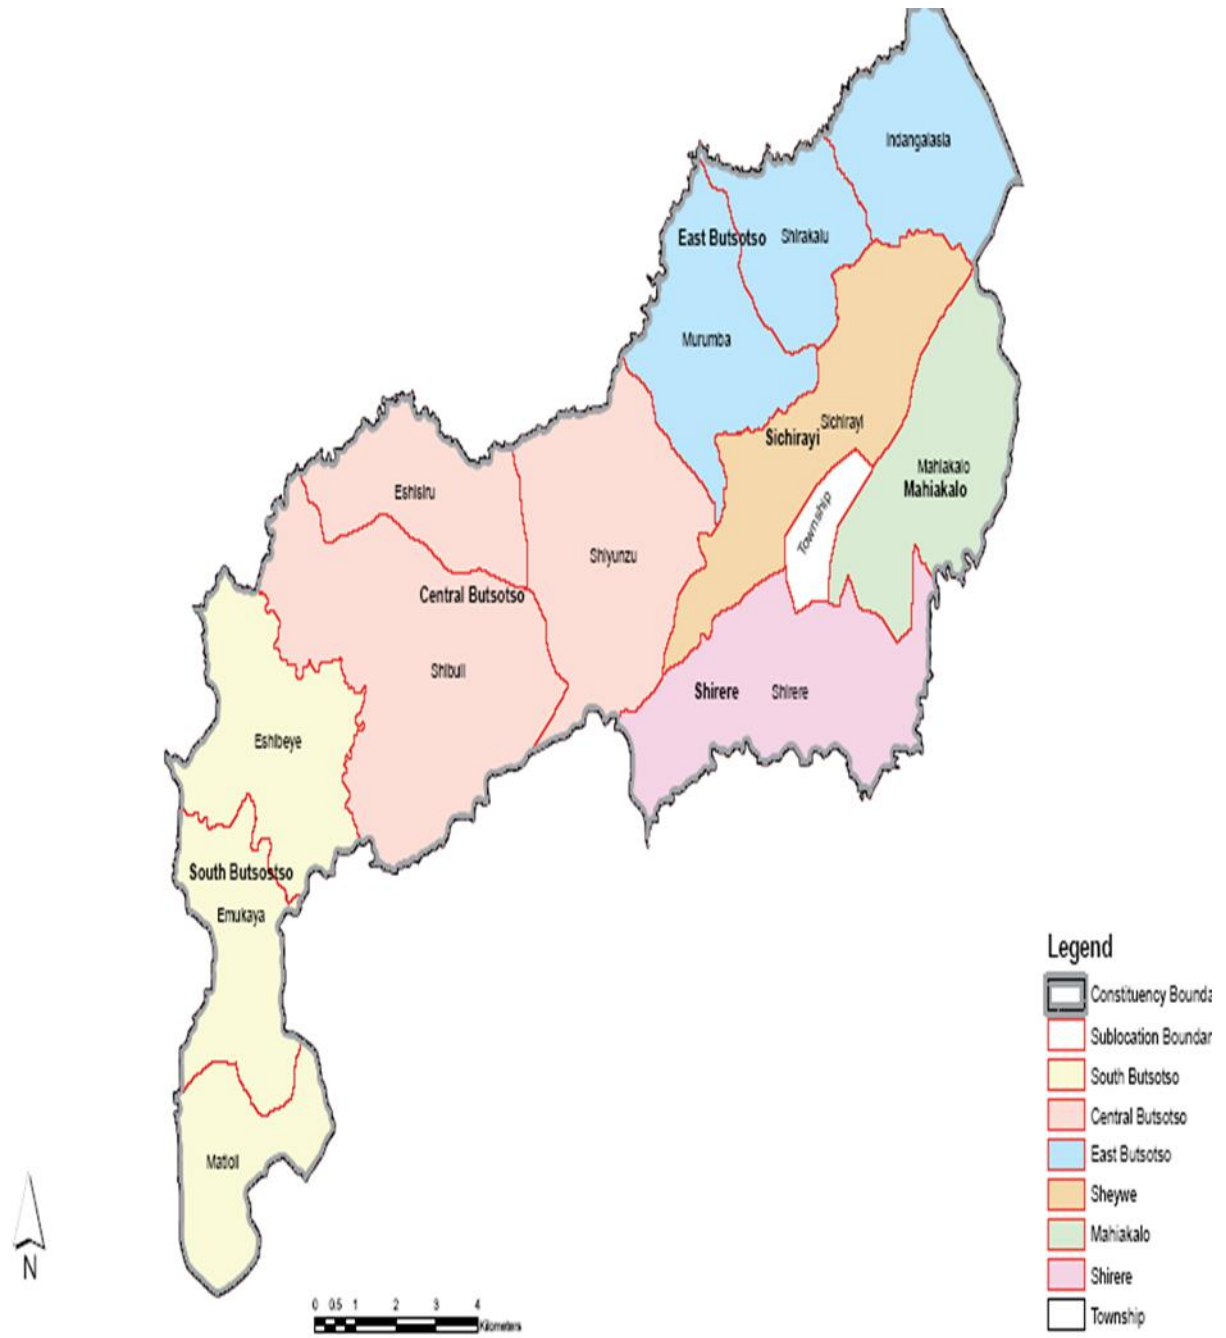 Indangalasia
East Butsotso
Shirakalu
Murumba
Sichirayi
Sichirayi
Mahiakalo
Mahiakalo
Eshisiru
Township
Shiyunzu
Central Butsotso
Shibuli
Shirere
Shirere
Eshibeye
South Butsostso
Emukaya
Matioli
Legend
Constituency Bounda
Sublocation Boundar
South Butsotso
Central Butsotso
East Butsotso
Sheywe
Mahiakalo
Shirere
Township
N
0 0.5 1 2 3 4
Kilometers